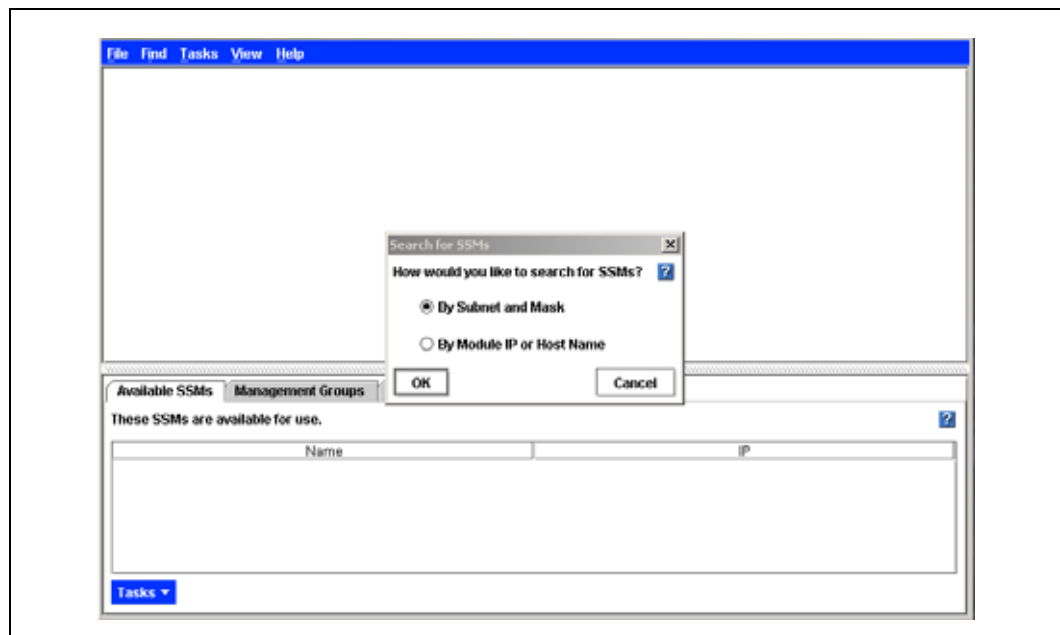 File Find Tasks View Help
Search for SSMs
How would you like to search for SSMs? ?
By Subnet and Mask
By Module IP or Host Name
OK Cancel
Available SSMs Management Groups
These SSMs are available for use. ?
Name IP
Tasks